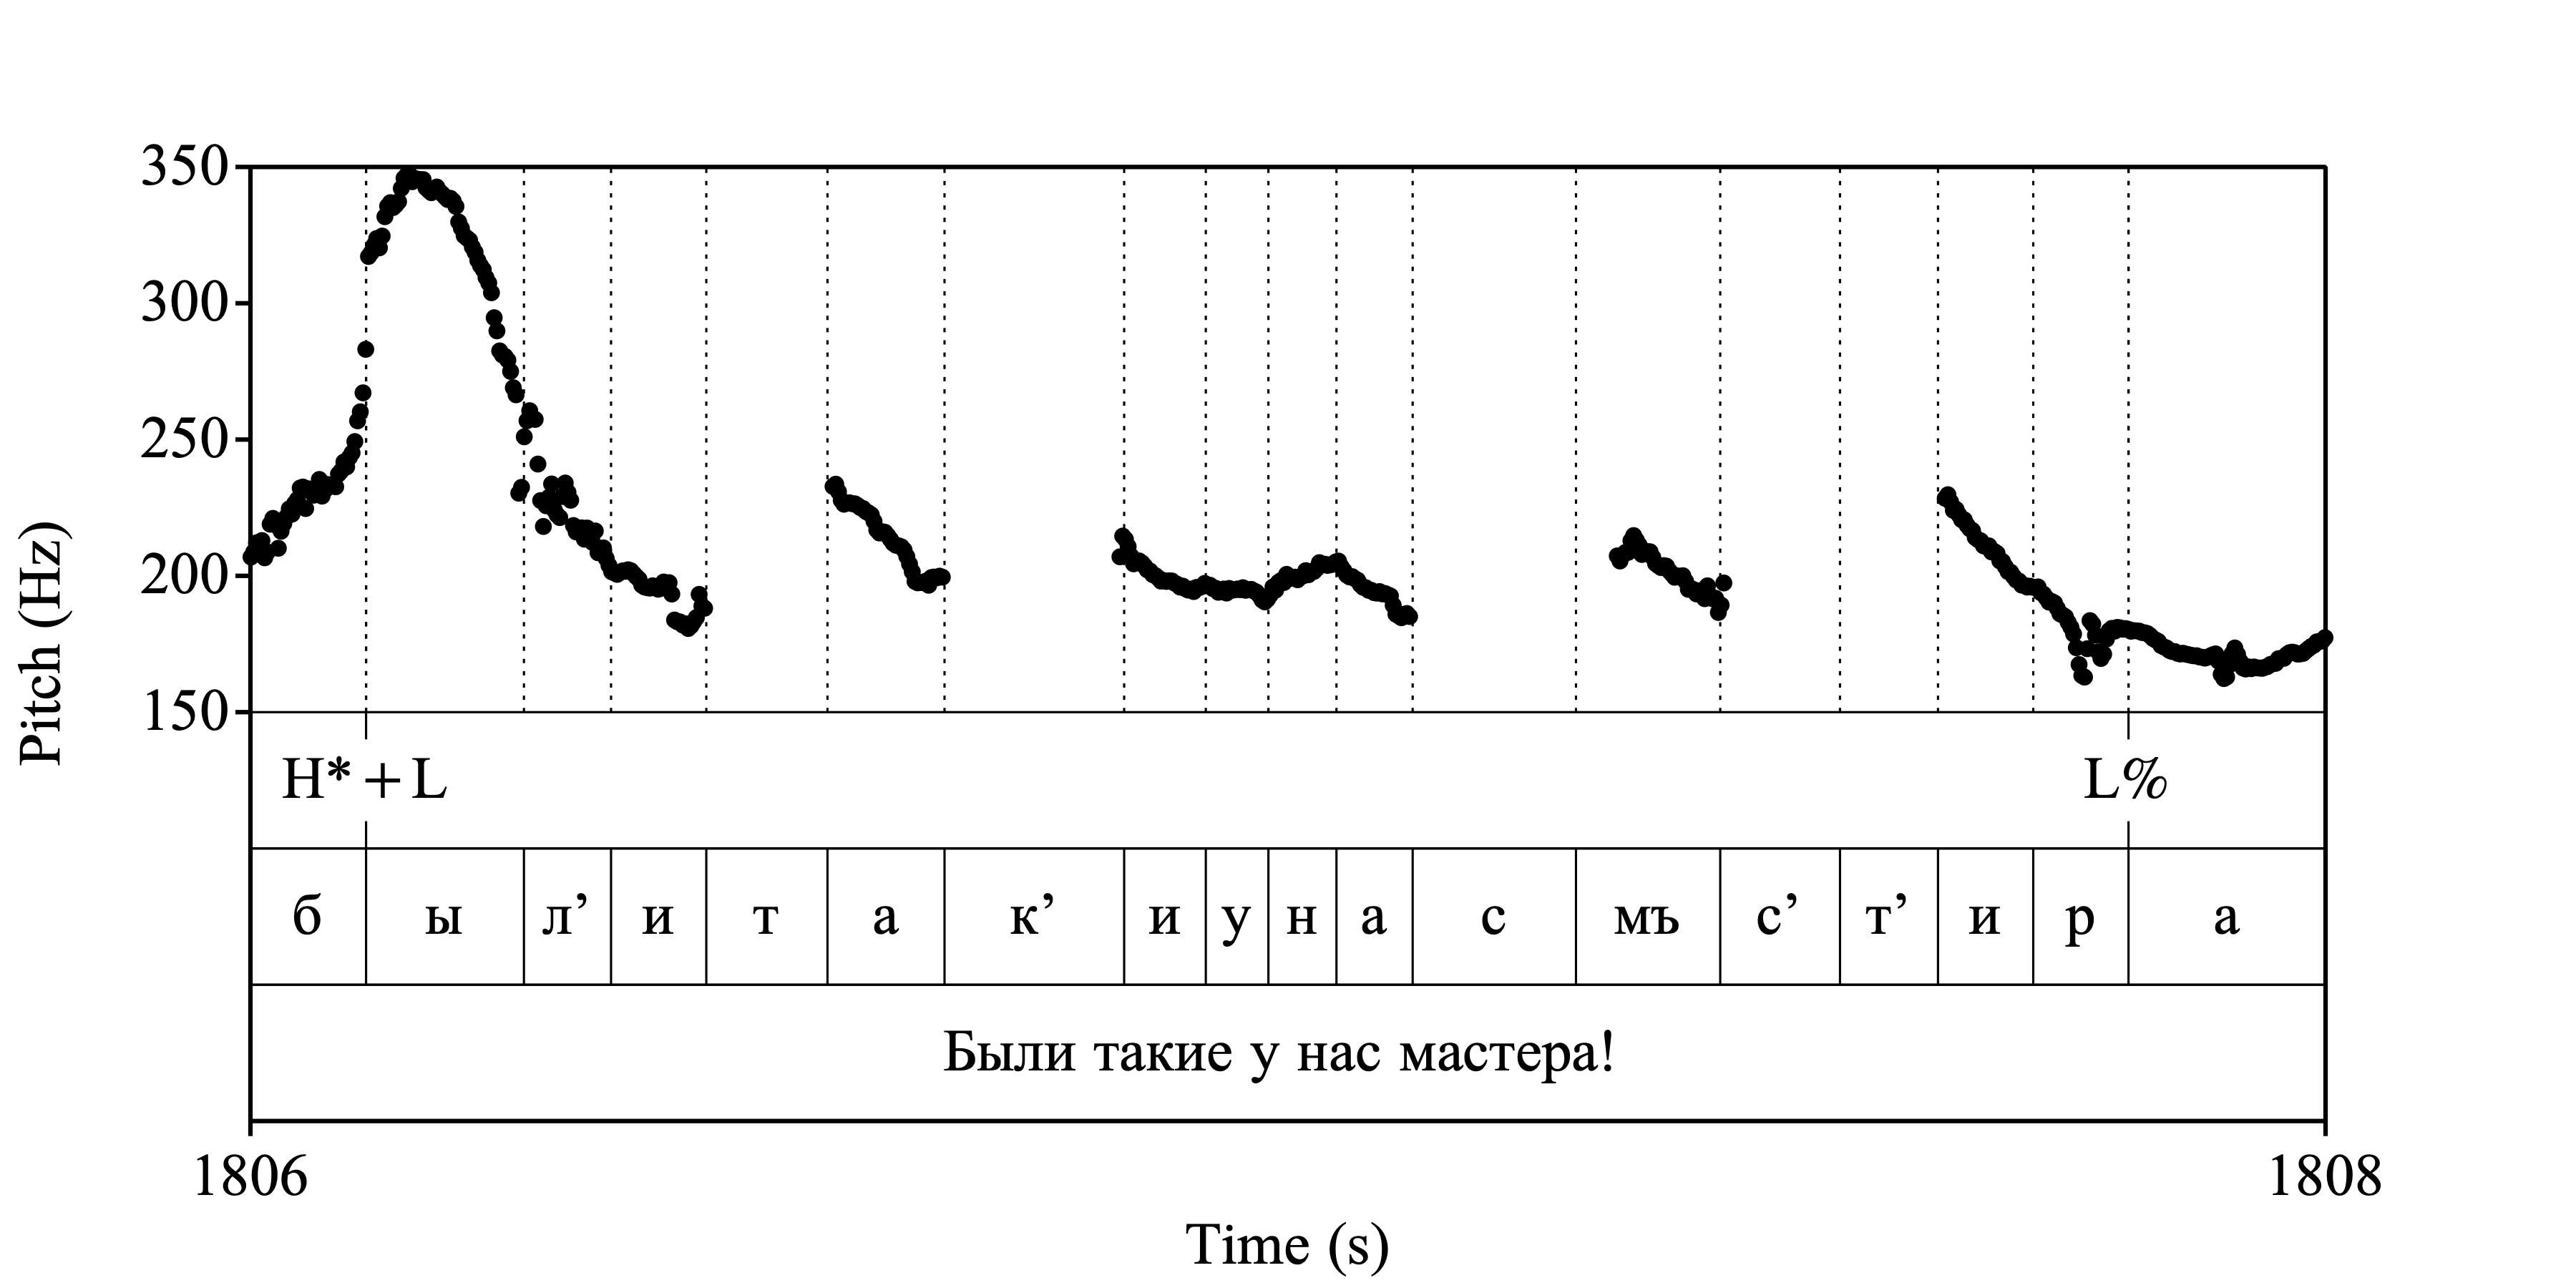 350
300
250
200
150
Pitch (Hz)
H* + L L%
б ы л’ и т а к’ и у н а с мъ с’ т’ и р а
Были такие у нас мастера!
1806 1808
Time (s)